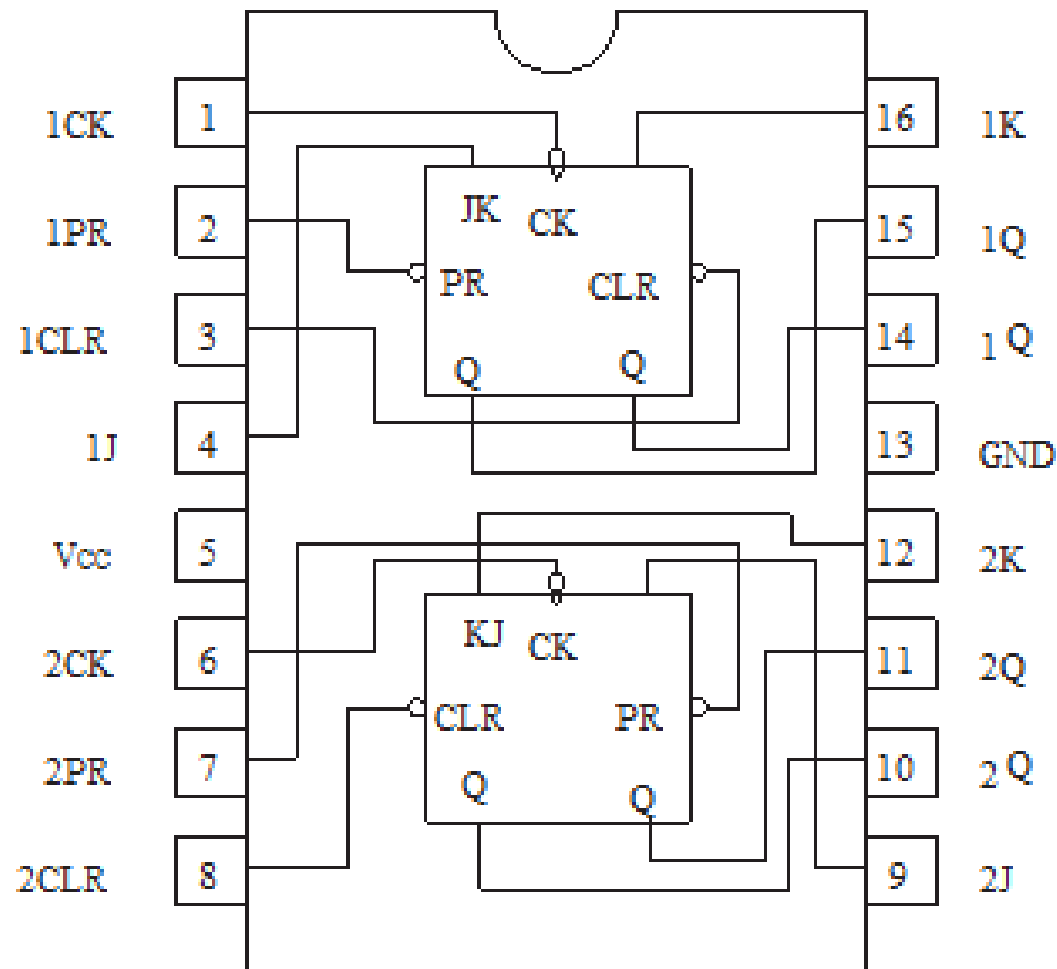 1CK 1 16 1K
JK CK
1PR 2 15 1Q
PR CLR
1CLR 3 14 1 Q
Q Q
1J 4 13 GND
Vcc 5 12 2K
KJ CK
2CK 6 11 2Q
CLR PR
2PR 7 10 2 Q
Q Q
2CLR 8 9 2J